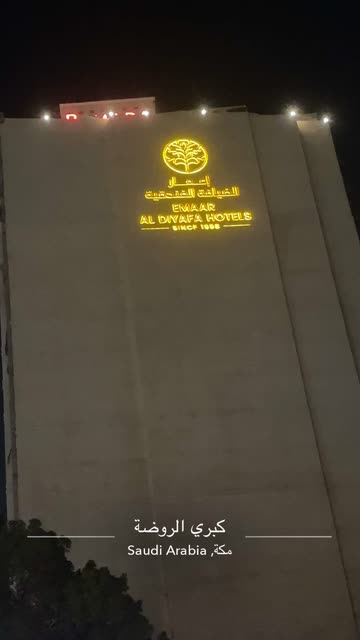 إعمار
الضيافة الفندقية
EMAAR
AL DIYAFA HOTELS
SINCE 1998
كبري الروضة
مكة, Saudi Arabia